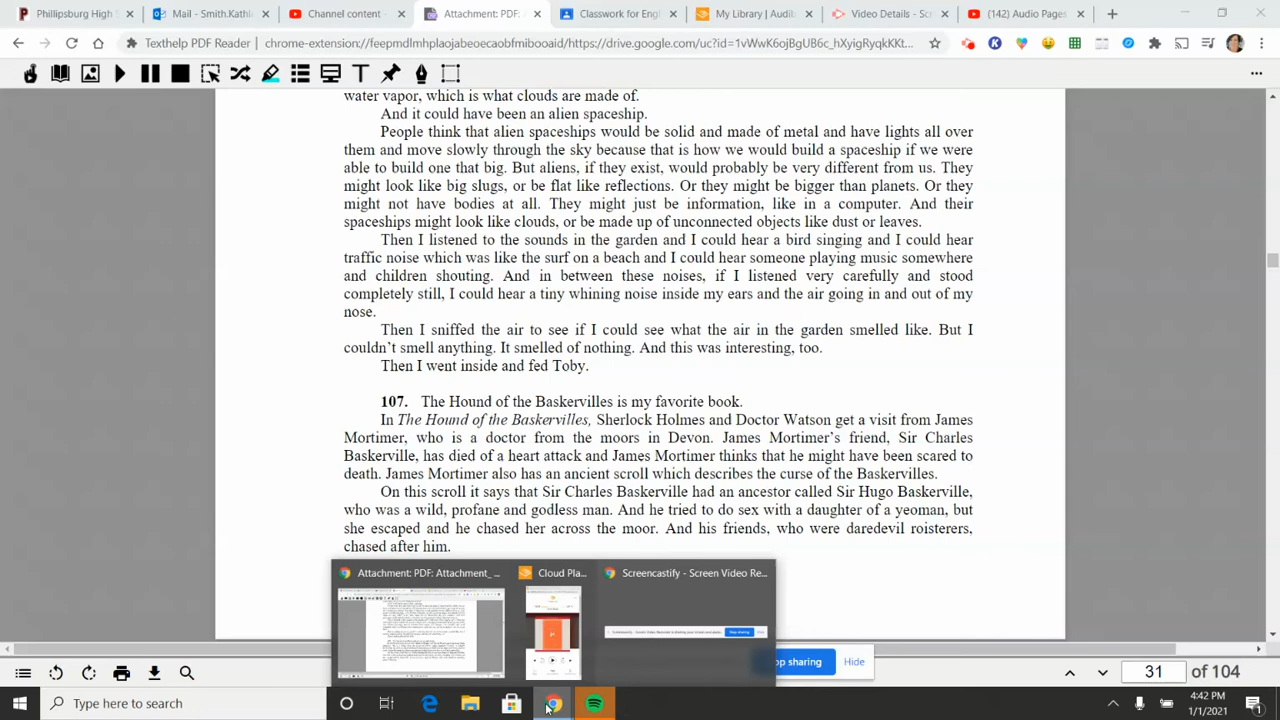 Phillipsburg High S
Mail - Smith.Kathle
Channel content -
Attachment: PDF: A
Classwork for Engl
My Library | Audib
Video Details - Scr
(142) Audio Pages
Texthelp PDF Reader | chrome-extension://feepmdlmhplaojabeoecaobfmibooaid/https://drive.google.com/uc?id=1vWwK6ojBgUB6c_hXyigRyqkKKt...
water vapor, which is what clouds are made of.
And it could have been an alien spaceship.
People think that alien spaceships would be solid and made of metal and have lights all over
them and move slowly through the sky because that is how we would build a spaceship if we were
able to build one that big. But aliens, if they exist, would probably be very different from us. They
might look like big slugs, or be flat like reflections. Or they might be bigger than planets. Or they
might not have bodies at all. They might just be information, like in a computer. And their
spaceships might look like clouds, or be made up of unconnected objects like dust or leaves.
Then I listened to the sounds in the garden and I could hear a bird singing and I could hear
traffic noise which was like the surf on a beach and I could hear someone playing music somewhere
and children shouting. And in between these noises, if I listened very carefully and stood
completely still, I could hear a tiny whining noise inside my ears and the air going in and out of my
nose.
Then I sniffed the air to see if I could see what the air in the garden smelled like. But I
couldn't smell anything. It smelled of nothing. And this was interesting, too.
Then I went inside and fed Toby.
107. The Hound of the Baskervilles is my favorite book.
In The Hound of the Baskervilles, Sherlock Holmes and Doctor Watson get a visit from James
Mortimer, who is a doctor from the moors in Devon. James Mortimer's friend, Sir Charles
Baskerville, has died of a heart attack and James Mortimer thinks that he might have been scared to
death. James Mortimer also has an ancient scroll which describes the curse of the Baskervilles.
On this scroll it says that Sir Charles Baskerville had an ancestor called Sir Hugo Baskerville,
who was a wild, profane and godless man. And he tried to do sex with a daughter of a yeoman, but
she escaped and he chased her across the moor. And his friends, who were daredevil roisterers,
chased after him.
Attachment: PDF: Attachment_ ...
Cloud Pla...
Screencastify - Screen Video Re...
Stop sharing
op sharing
Hide
31 of 104
Type here to search
4:42 PM
1/1/2021